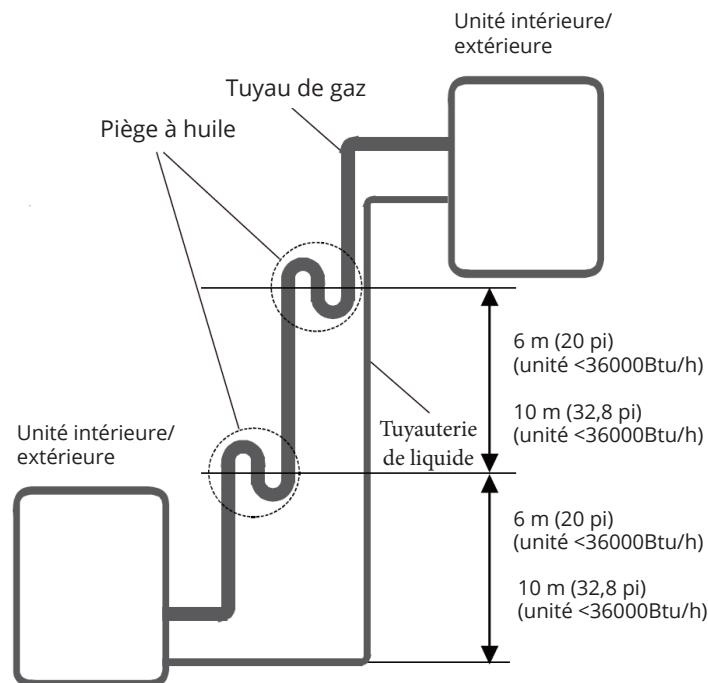 Unité intérieure/
extérieure
Tuyau de gaz
Piège à huile
6 m (20 pi)
(unité <36000Btu/h)
10 m (32,8 pi)
(unité <36000Btu/h)
Tuyauterie
de liquide
Unité intérieure/
extérieure
6 m (20 pi)
(unité <36000Btu/h)
10 m (32,8 pi)
(unité <36000Btu/h)